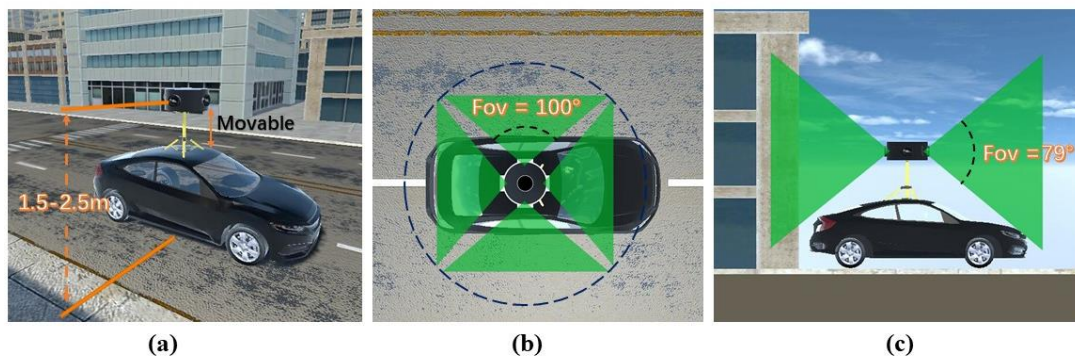 Movable
1.5-2.5m
Fov = 100°
Fov = 79°
(a)
(b)
(c)